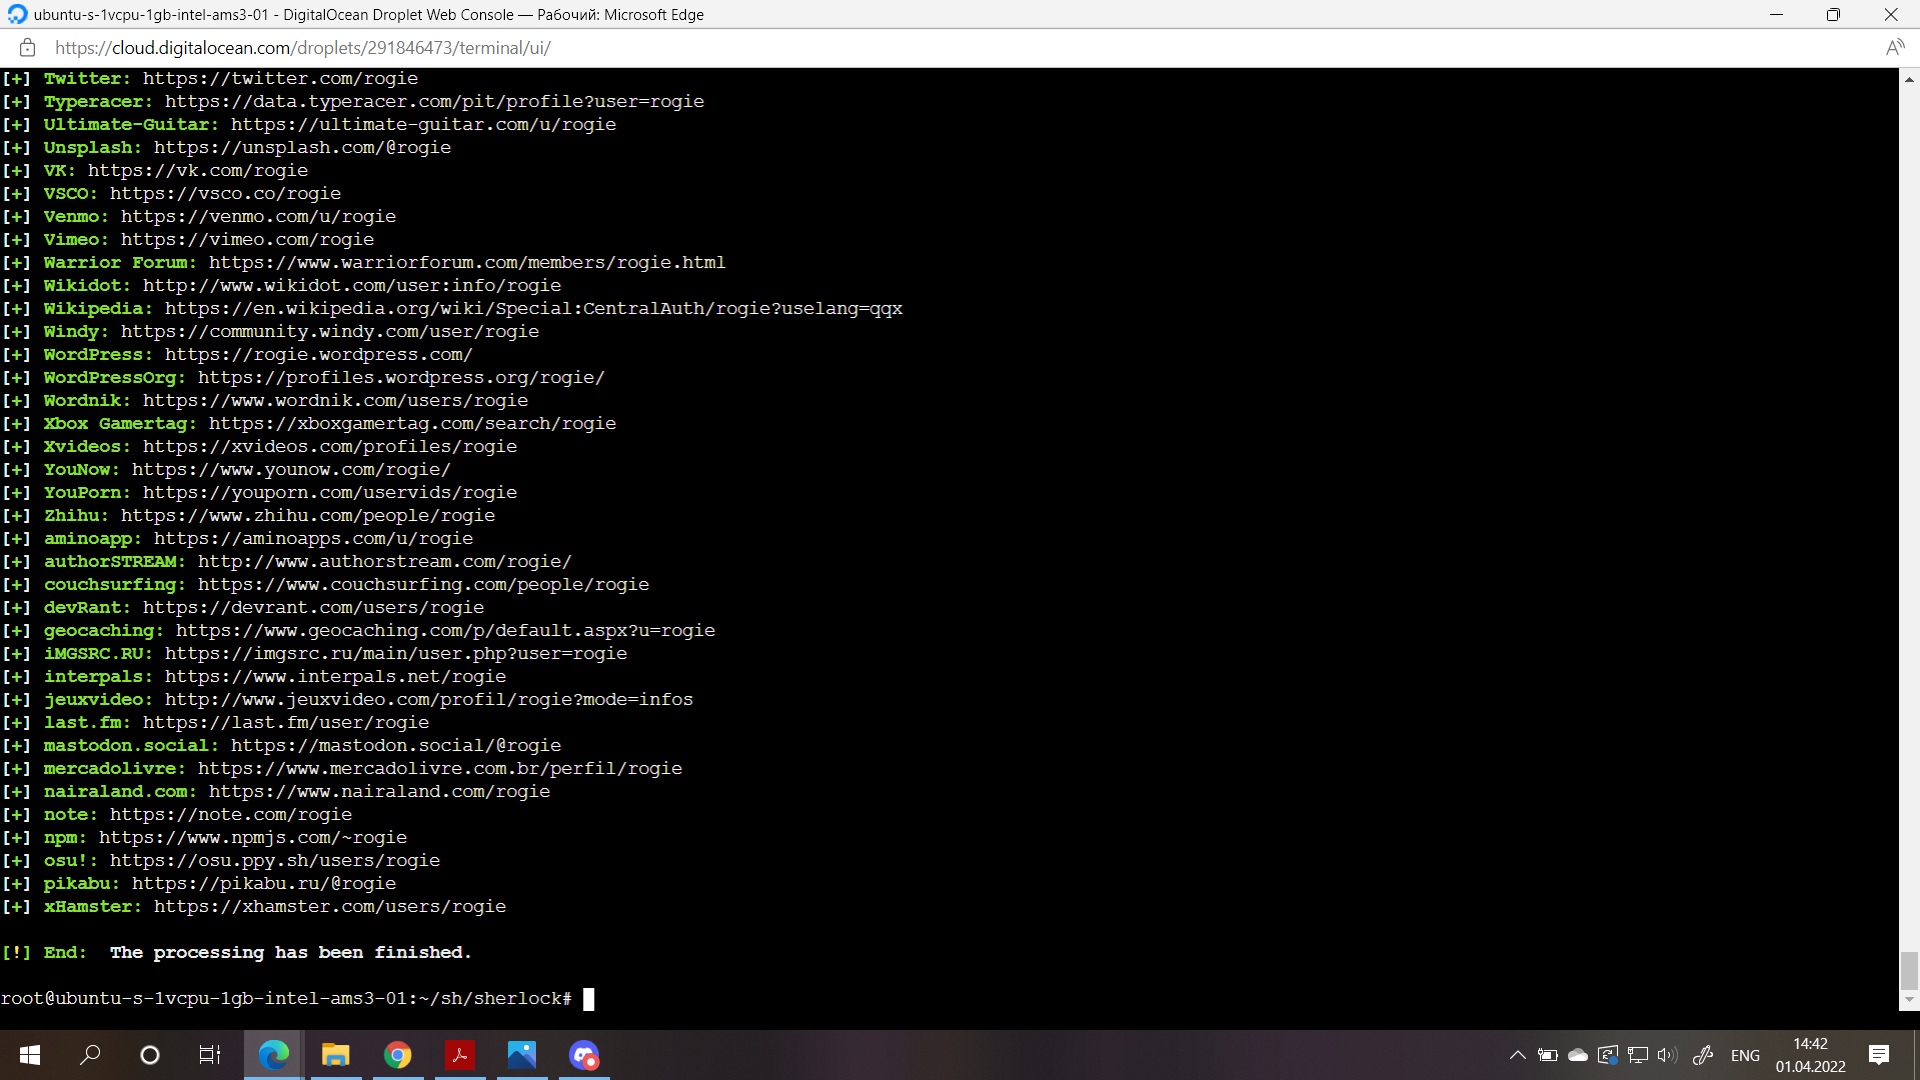 ubuntu-s-1vcpu-1gb-intel-ams3-01 - DigitalOcean Droplet Web Console — Рабочий: Microsoft Edge
https://cloud.digitalocean.com/droplets/291846473/terminal/ui/
[+] Twitter: https://twitter.com/rogie
[+] Typeracer: https://data.typeracer.com/pit/profile?user=rogie
[+] Ultimate-Guitar: https://ultimate-guitar.com/u/rogie
[+] Unsplash: https://unsplash.com/@rogie
[+] VK: https://vk.com/rogie
[+] VSCO: https://vsco.co/rogie
[+] Venmo: https://venmo.com/u/rogie
[+] Vimeo: https://vimeo.com/rogie
[+] Warrior Forum: https://www.warriorforum.com/members/rogie.html
[+] Wikidot: http://www.wikidot.com/user:info/rogie
[+] Wikipedia: https://en.wikipedia.org/wiki/Special:CentralAuth/rogie?uselang=qqx
[+] Windy: https://community.windy.com/user/rogie
[+] WordPress: https://rogie.wordpress.com/
[+] WordPressOrg: https://profiles.wordpress.org/rogie/
[+] Wordnik: https://www.wordnik.com/users/rogie
[+] Xbox Gamertag: https://xboxgamertag.com/search/rogie
[+] Xvideos: https://xvideos.com/profiles/rogie
[+] YouNow: https://www.younow.com/rogie/
[+] YouPorn: https://youporn.com/uservids/rogie
[+] Zhihu: https://www.zhihu.com/people/rogie
[+] aminoapp: https://aminoapps.com/u/rogie
[+] authorSTREAM: http://www.authorstream.com/rogie/
[+] couchsurfing: https://www.couchsurfing.com/people/rogie
[+] devRant: https://devrant.com/users/rogie
[+] geocaching: https://www.geocaching.com/p/default.aspx?u=rogie
[+] iMGSRC.RU: https://imgsrc.ru/main/user.php?user=rogie
[+] interpals: https://www.interpals.net/rogie
[+] jeuxvideo: http://www.jeuxvideo.com/profil/rogie?mode=infos
[+] last.fm: https://last.fm/user/rogie
[+] mastodon.social: https://mastodon.social/@rogie
[+] mercadolivre: https://www.mercadolivre.com.br/perfil/rogie
[+] nairaland.com: https://www.nairaland.com/rogie
[+] note: https://note.com/rogie
[+] npm: https://www.npmjs.com/~rogie
[+] osu!: https://osu.ppy.sh/users/rogie
[+] pikabu: https://pikabu.ru/@rogie
[+] xHamster: https://xhamster.com/users/rogie
[!] End: The processing has been finished.
root@ubuntu-s-1vcpu-1gb-intel-ams3-01:~/sh/sherlock#
ENG
14:42
01.04.2022